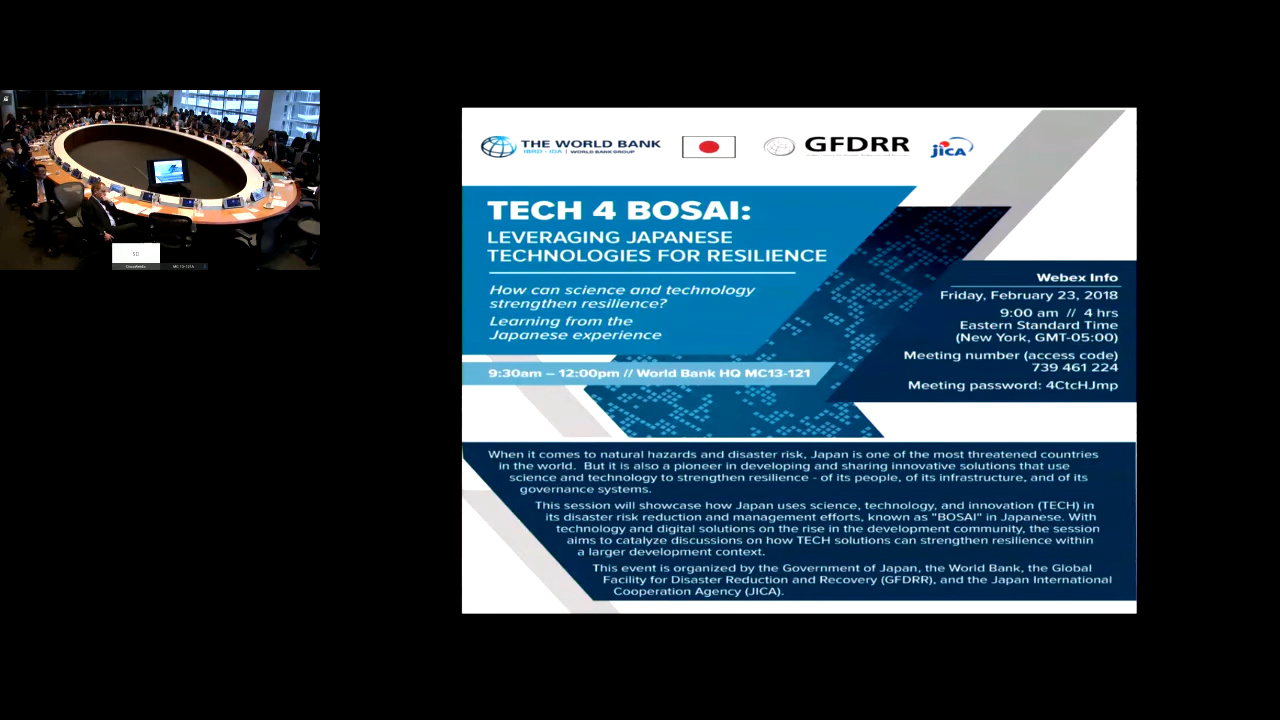 THE WORLD BANK
IBRD • IDA | WORLD BANK GROUP
GFDRR
jICA
TECH 4 BOSAI:
LEVERAGING JAPANESE
TECHNOLOGIES FOR RESILIENCE
How can science and technology
strengthen resilience?
Learning from the
Japanese experience
9:30am – 12:00pm // World Bank HQ MC13-121
Webex Info
Friday, February 23, 2018
9:00 am // 4 hrs
Eastern Standard Time
(New York, GMT-05:00)
Meeting number (access code)
739 461 224
Meeting password: 4CtcHJmp
When it comes to natural hazards and disaster risk, Japan is one of the most threatened countries
in the world. But it is also a pioneer in developing and sharing innovative solutions that use
science and technology to strengthen resilience - of its people, of its infrastructure, and of its
governance systems.
This session will showcase how Japan uses science, technology, and innovation (TECH) in
its disaster risk reduction and management efforts, known as "BOSAI" in Japanese. With
technology and digital solutions on the rise in the development community, the session
aims to catalyze discussions on how TECH solutions can strengthen resilience within
a larger development context.
This event is organized by the Government of Japan, the World Bank, the Global
Facility for Disaster Reduction and Recovery (GFDRR), and the Japan International
Cooperation Agency (JICA).
MC 13-121A